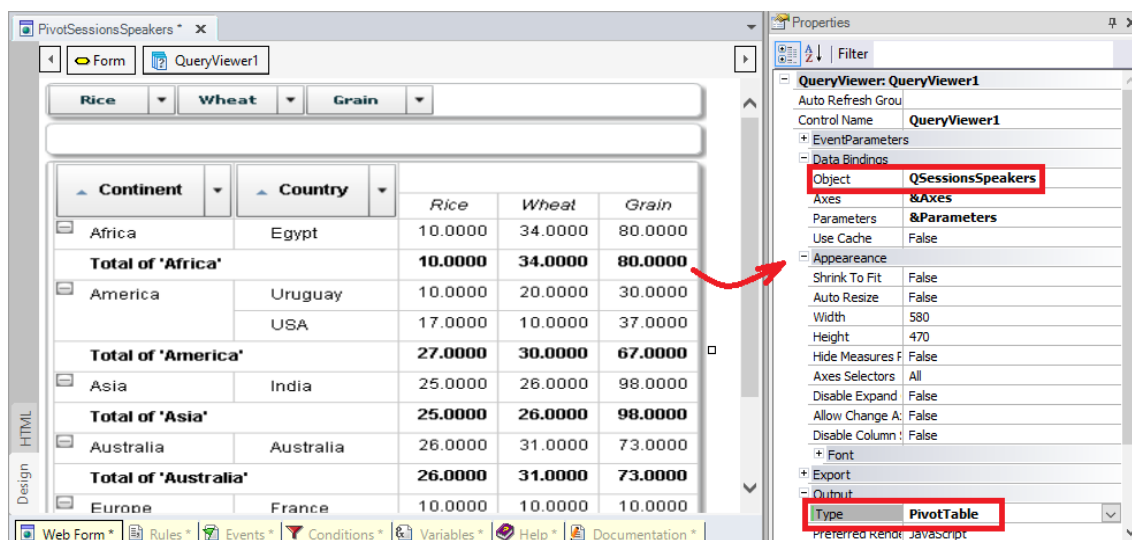 PivotSessionsSpeakers * X
Form QueryViewer1
Rice Wheat Grain
Continent Country
Rice Wheat Grain
Africa Egypt 10.0000 34.0000 80.0000
Total of 'Africa' 10.0000 34.0000 80.0000
America Uruguay 10.0000 20.0000 30.0000
USA 17.0000 10.0000 37.0000
Total of 'America' 27.0000 30.0000 67.0000
Asia India 25.0000 26.0000 98.0000
Total of 'Asia' 25.0000 26.0000 98.0000
Australia Australia 26.0000 31.0000 73.0000
Total of 'Australia' 26.0000 31.0000 73.0000
Europe France 10.0000 10.0000 10.0000
HTML
Design
Web Form * Rules * Events * Conditions * Variables * Help * Documentation *
Properties
Filter
QueryViewer: QueryViewer1
Auto Refresh Grou
Control Name QueryViewer1
EventParameters
Data Bindings
Object QSessionsSpeakers
Axes &Axes
Parameters &Parameters
Use Cache False
Appeareance
Shrink To Fit False
Auto Resize False
Width 580
Height 470
Hide Measures F False
Axes Selectors All
Disable Expand False
Allow Change A: False
Disable Column False
Font
Export
Output
Type PivotTable
Preferred Rende JavaScript